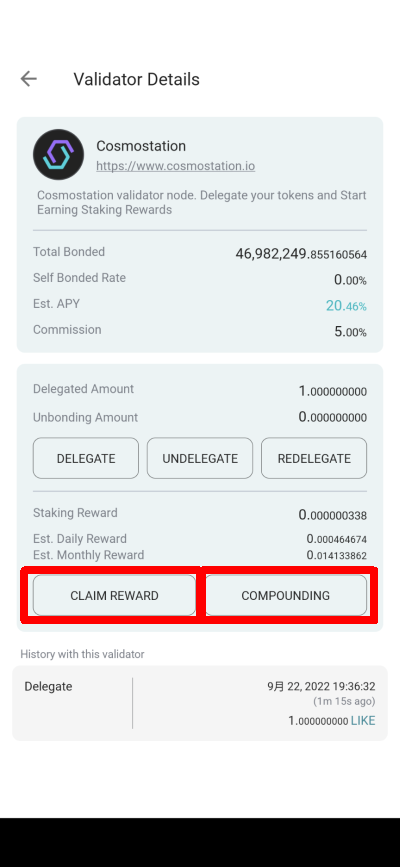 Validator Details
Cosmostation
https://www.cosmostation.io
Cosmostation validator node. Delegate your tokens and Start
Earning Staking Rewards
Total Bonded 46,982,249.855160564
Self Bonded Rate 0.00%
Est. APY 20.46%
Commission 5.00%
Delegated Amount 1.000000000
Unbonding Amount 0.000000000
DELEGATE UNDELEGATE REDELEGATE
Staking Reward 0.000000338
Est. Daily Reward 0.000464674
Est. Monthly Reward 0.014133862
CLAIM REWARD COMPOUNDING
History with this validator
Delegate 9月 22, 2022 19:36:32
(1m 15s ago)
1.000000000 LIKE